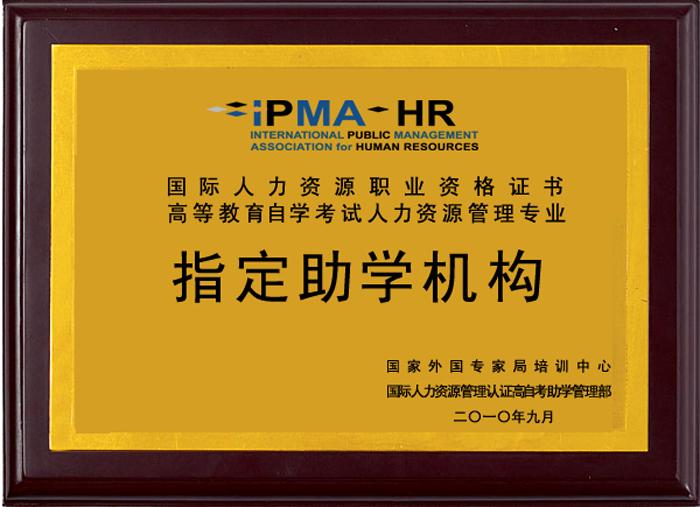 iPMA-HR
INTERNATIONAL PUBLIC MANAGEMENT
ASSOCIATION for HUMAN RESOURCES
国际人力资源职业资格证书
高等教育自学考试人力资源管理专业
指定助学机构
国家外国专家局培训中心
国际人力资源管理认证高自考助学管理部
二〇一〇年九月